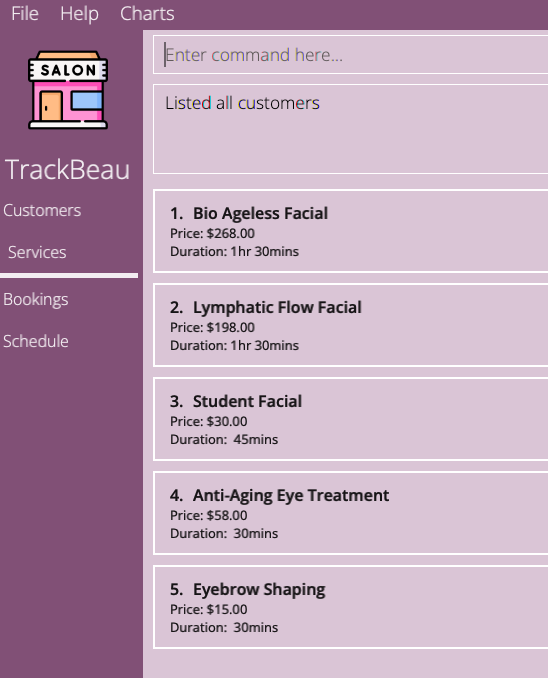 File Help Charts
SALON
TrackBeau
Customers
Services
Bookings
Schedule
Enter command here...
Listed all customers
1. Bio Ageless Facial
Price: $268.00
Duration: 1hr 30mins
2. Lymphatic Flow Facial
Price: $198.00
Duration: 1hr 30mins
3. Student Facial
Price: $30.00
Duration: 45mins
4. Anti-Aging Eye Treatment
Price: $58.00
Duration: 30mins
5. Eyebrow Shaping
Price: $15.00
Duration: 30mins